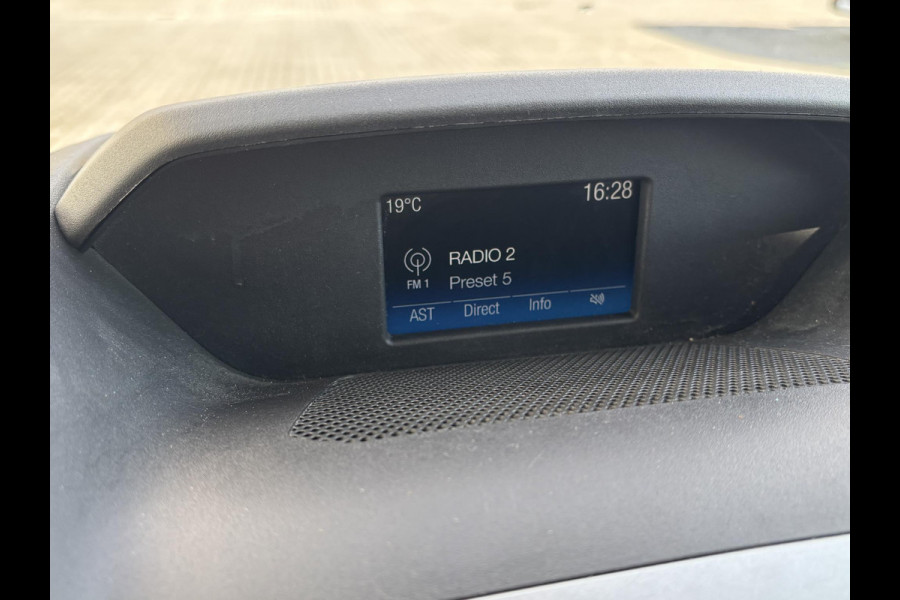 19°C 16:28
RADIO 2
FM 1 Preset 5
AST Direct Info